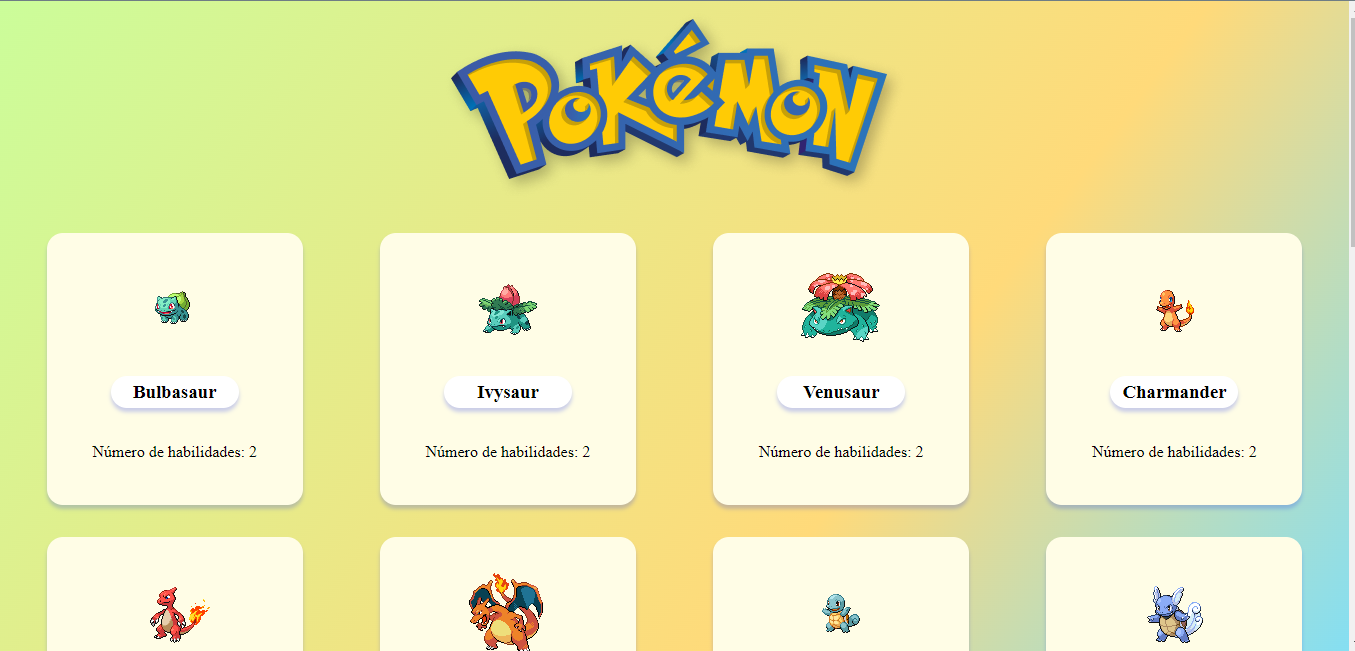 Pokémon
Bulbasaur
Ivysaur
Venusaur
Charmander
Número de habilidades: 2
Número de habilidades: 2
Número de habilidades: 2
Número de habilidades: 2